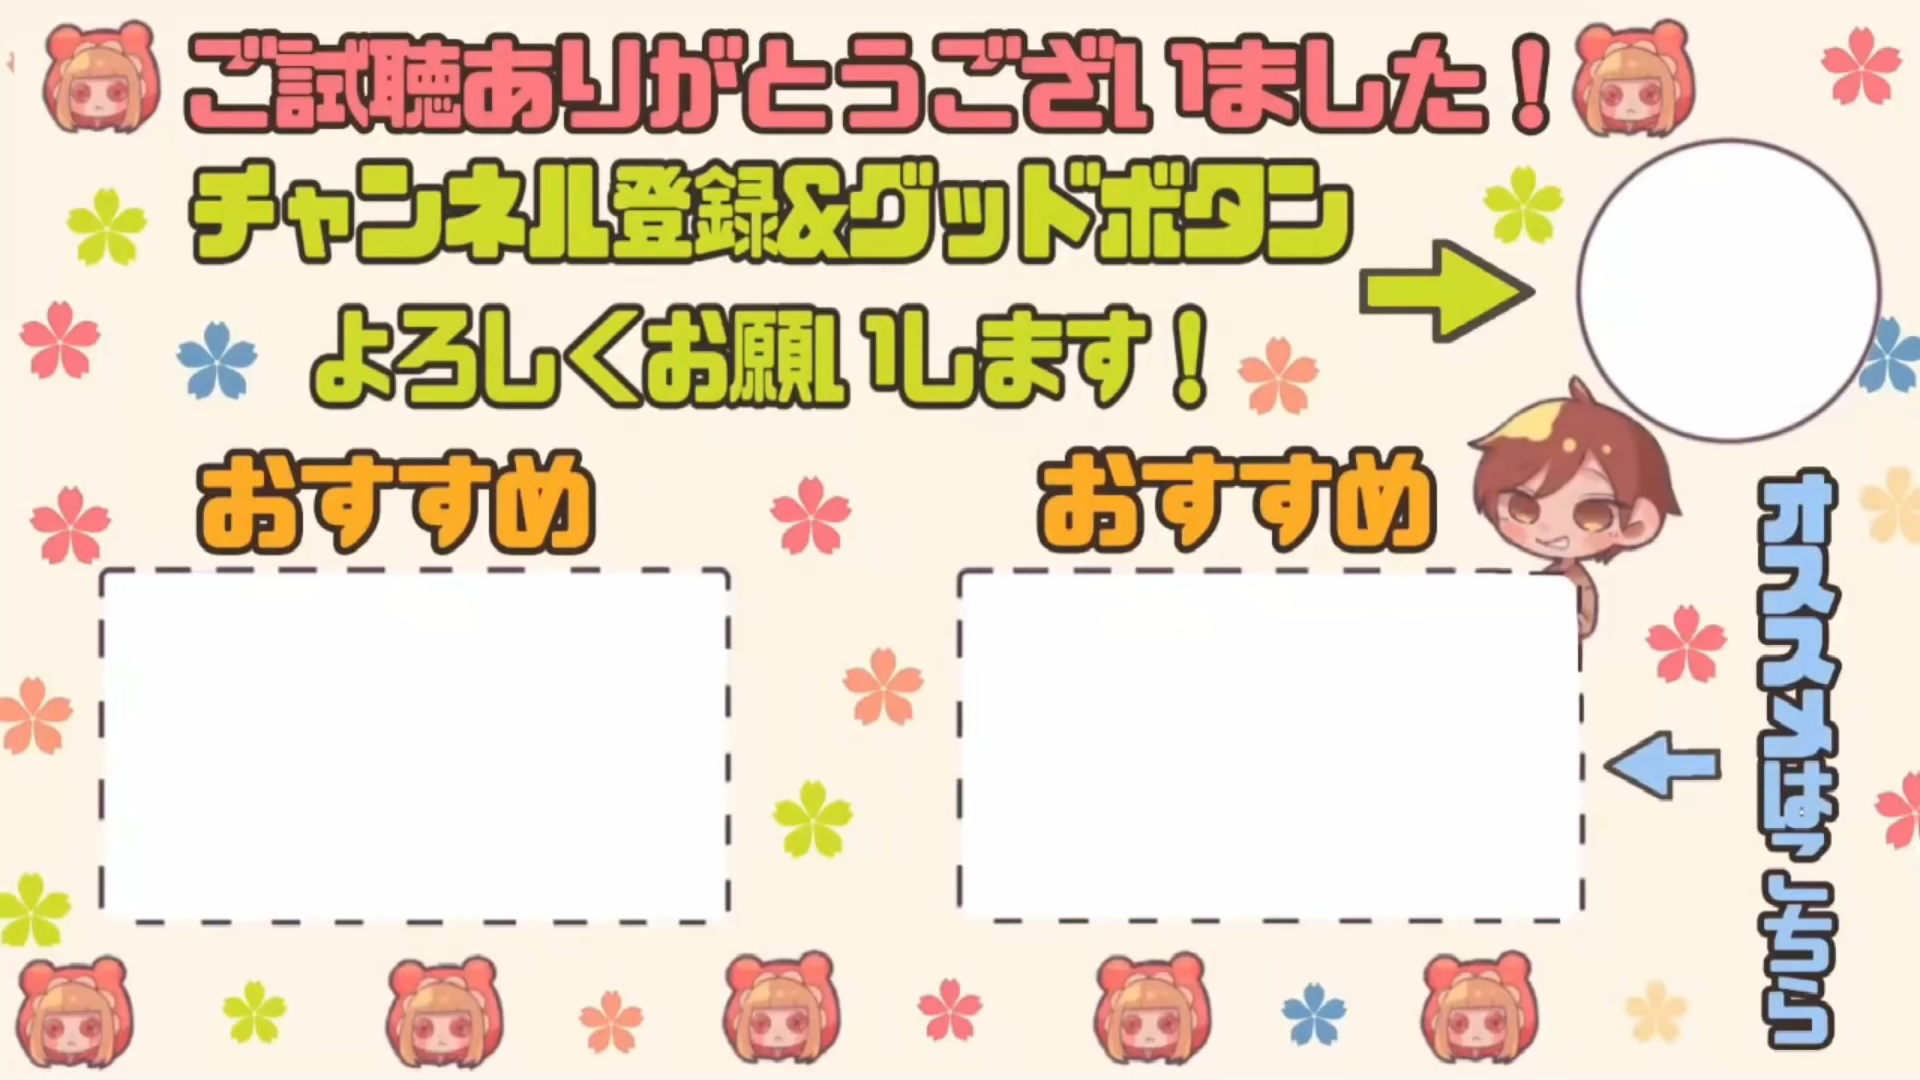 ご試聴ありがとうございました！
チャンネル登録&グッドボタン
よろしくお願いします！
おすすめ
おすすめ
オススメはこちら